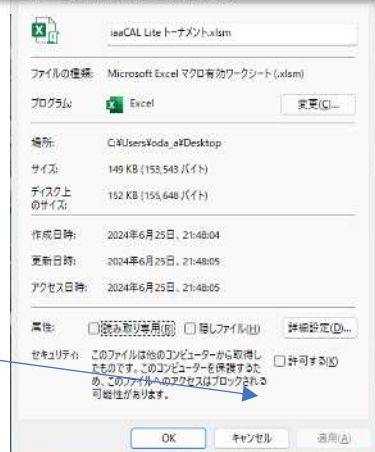 iaaCAL Lite トーナメント.xlsm
ファイルの種類: Microsoft Excel マクロ有効ワークシート (.xlsm)
プログラム: Excel 変更(C)...
場所: C:¥Users¥oda_a¥Desktop
サイズ: 149 KB (153,543 バイト)
ディスク上
のサイズ: 152 KB (155,648 バイト)
作成日時: 2024年6月25日、21:48:04
更新日時: 2024年6月25日、21:48:05
アクセス日時: 2024年6月25日、21:48:05
属性: 読み取り専用(R) 隠しファイル(H) 詳細設定(D)...
セキュリティ: このファイルは他のコンピューターから取得し
たものです。このコンピューターを保護するた
め、このファイルへのアクセスはブロックされる
可能性があります。
許可する(K)
OK キャンセル 適用(A)